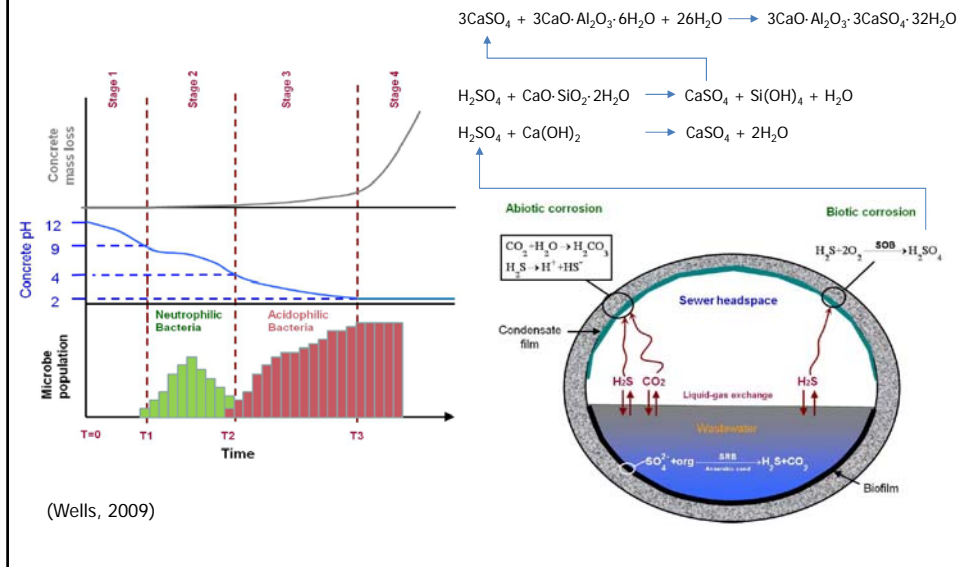 3CaSO₄ + 3CaO·Al₂O₃·6H₂O + 26H₂O → 3CaO·Al₂O₃·3CaSO₄·32H₂O
H₂SO₄ + CaO·SiO₂·2H₂O → CaSO₄ + Si(OH)₄ + H₂O
H₂SO₄ + Ca(OH)₂ → CaSO₄ + 2H₂O
Stage 1
Stage 2
Stage 3
Stage 4
Concrete
mass loss
Concrete pH
12
9
4
2
Neutrophilic
Bacteria
Acidophilic
Bacteria
Microbe
population
T=0
T1
T2
T3
Time
(Wells, 2009)
Abiotic corrosion
Biotic corrosion
CO₂+H₂O→H₂CO₃
H₂S→H⁺+HS⁻
H₂S+2O₂ SOB→H₂SO₄
Sewer headspace
Condensate
film
H₂S CO₂
H₂S
Liquid-gas exchange
Wastewater
SO₄²⁻+org SRB Anaerobic cond→H₂S+CO₂
Biofilm